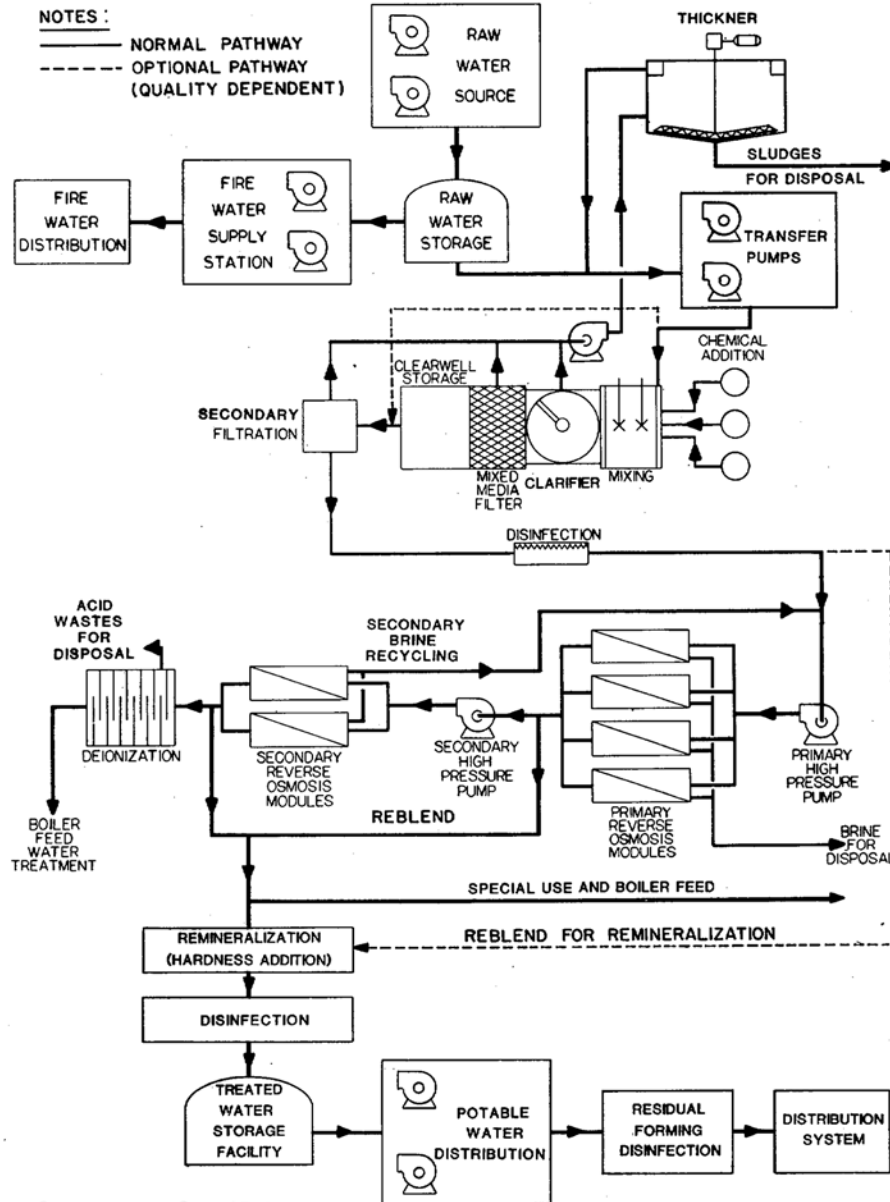 NOTES :
NORMAL PATHWAY
OPTIONAL PATHWAY
(QUALITY DEPENDENT)
RAW
WATER
SOURCE
THICKNER
SLUDGES
FOR DISPOSAL
FIRE
WATER
DISTRIBUTION
FIRE
WATER
SUPPLY
STATION
RAW
WATER
STORAGE
TRANSFER
PUMPS
CHEMICAL
ADDITION
CLEARWELL
STORAGE
SECONDARY
FILTRATION
MIXED
MEDIA
FILTER
CLARIFIER
MIXING
DISINFECTION
ACID
WASTES
FOR
DISPOSAL
SECONDARY
BRINE
RECYCLING
DEIONIZATION
SECONDARY
REVERSE
OSMOSIS
MODULES
SECONDARY
HIGH
PRESSURE
PUMP
PRIMARY
REVERSE
OSMOSIS
MODULES
PRIMARY
HIGH
PRESSURE
PUMP
BOILER
FEED
WATER
TREATMENT
REBLEND
BRINE
FOR
DISPOSAL
SPECIAL USE AND BOILER FEED
REMINERALIZATION
(HARDNESS ADDITION)
REBLEND FOR REMINERALIZATION
DISINFECTION
TREATED
WATER
STORAGE
FACILITY
POTABLE
WATER
DISTRIBUTION
RESIDUAL
FORMING
DISINFECTION
DISTRIBUTION
SYSTEM